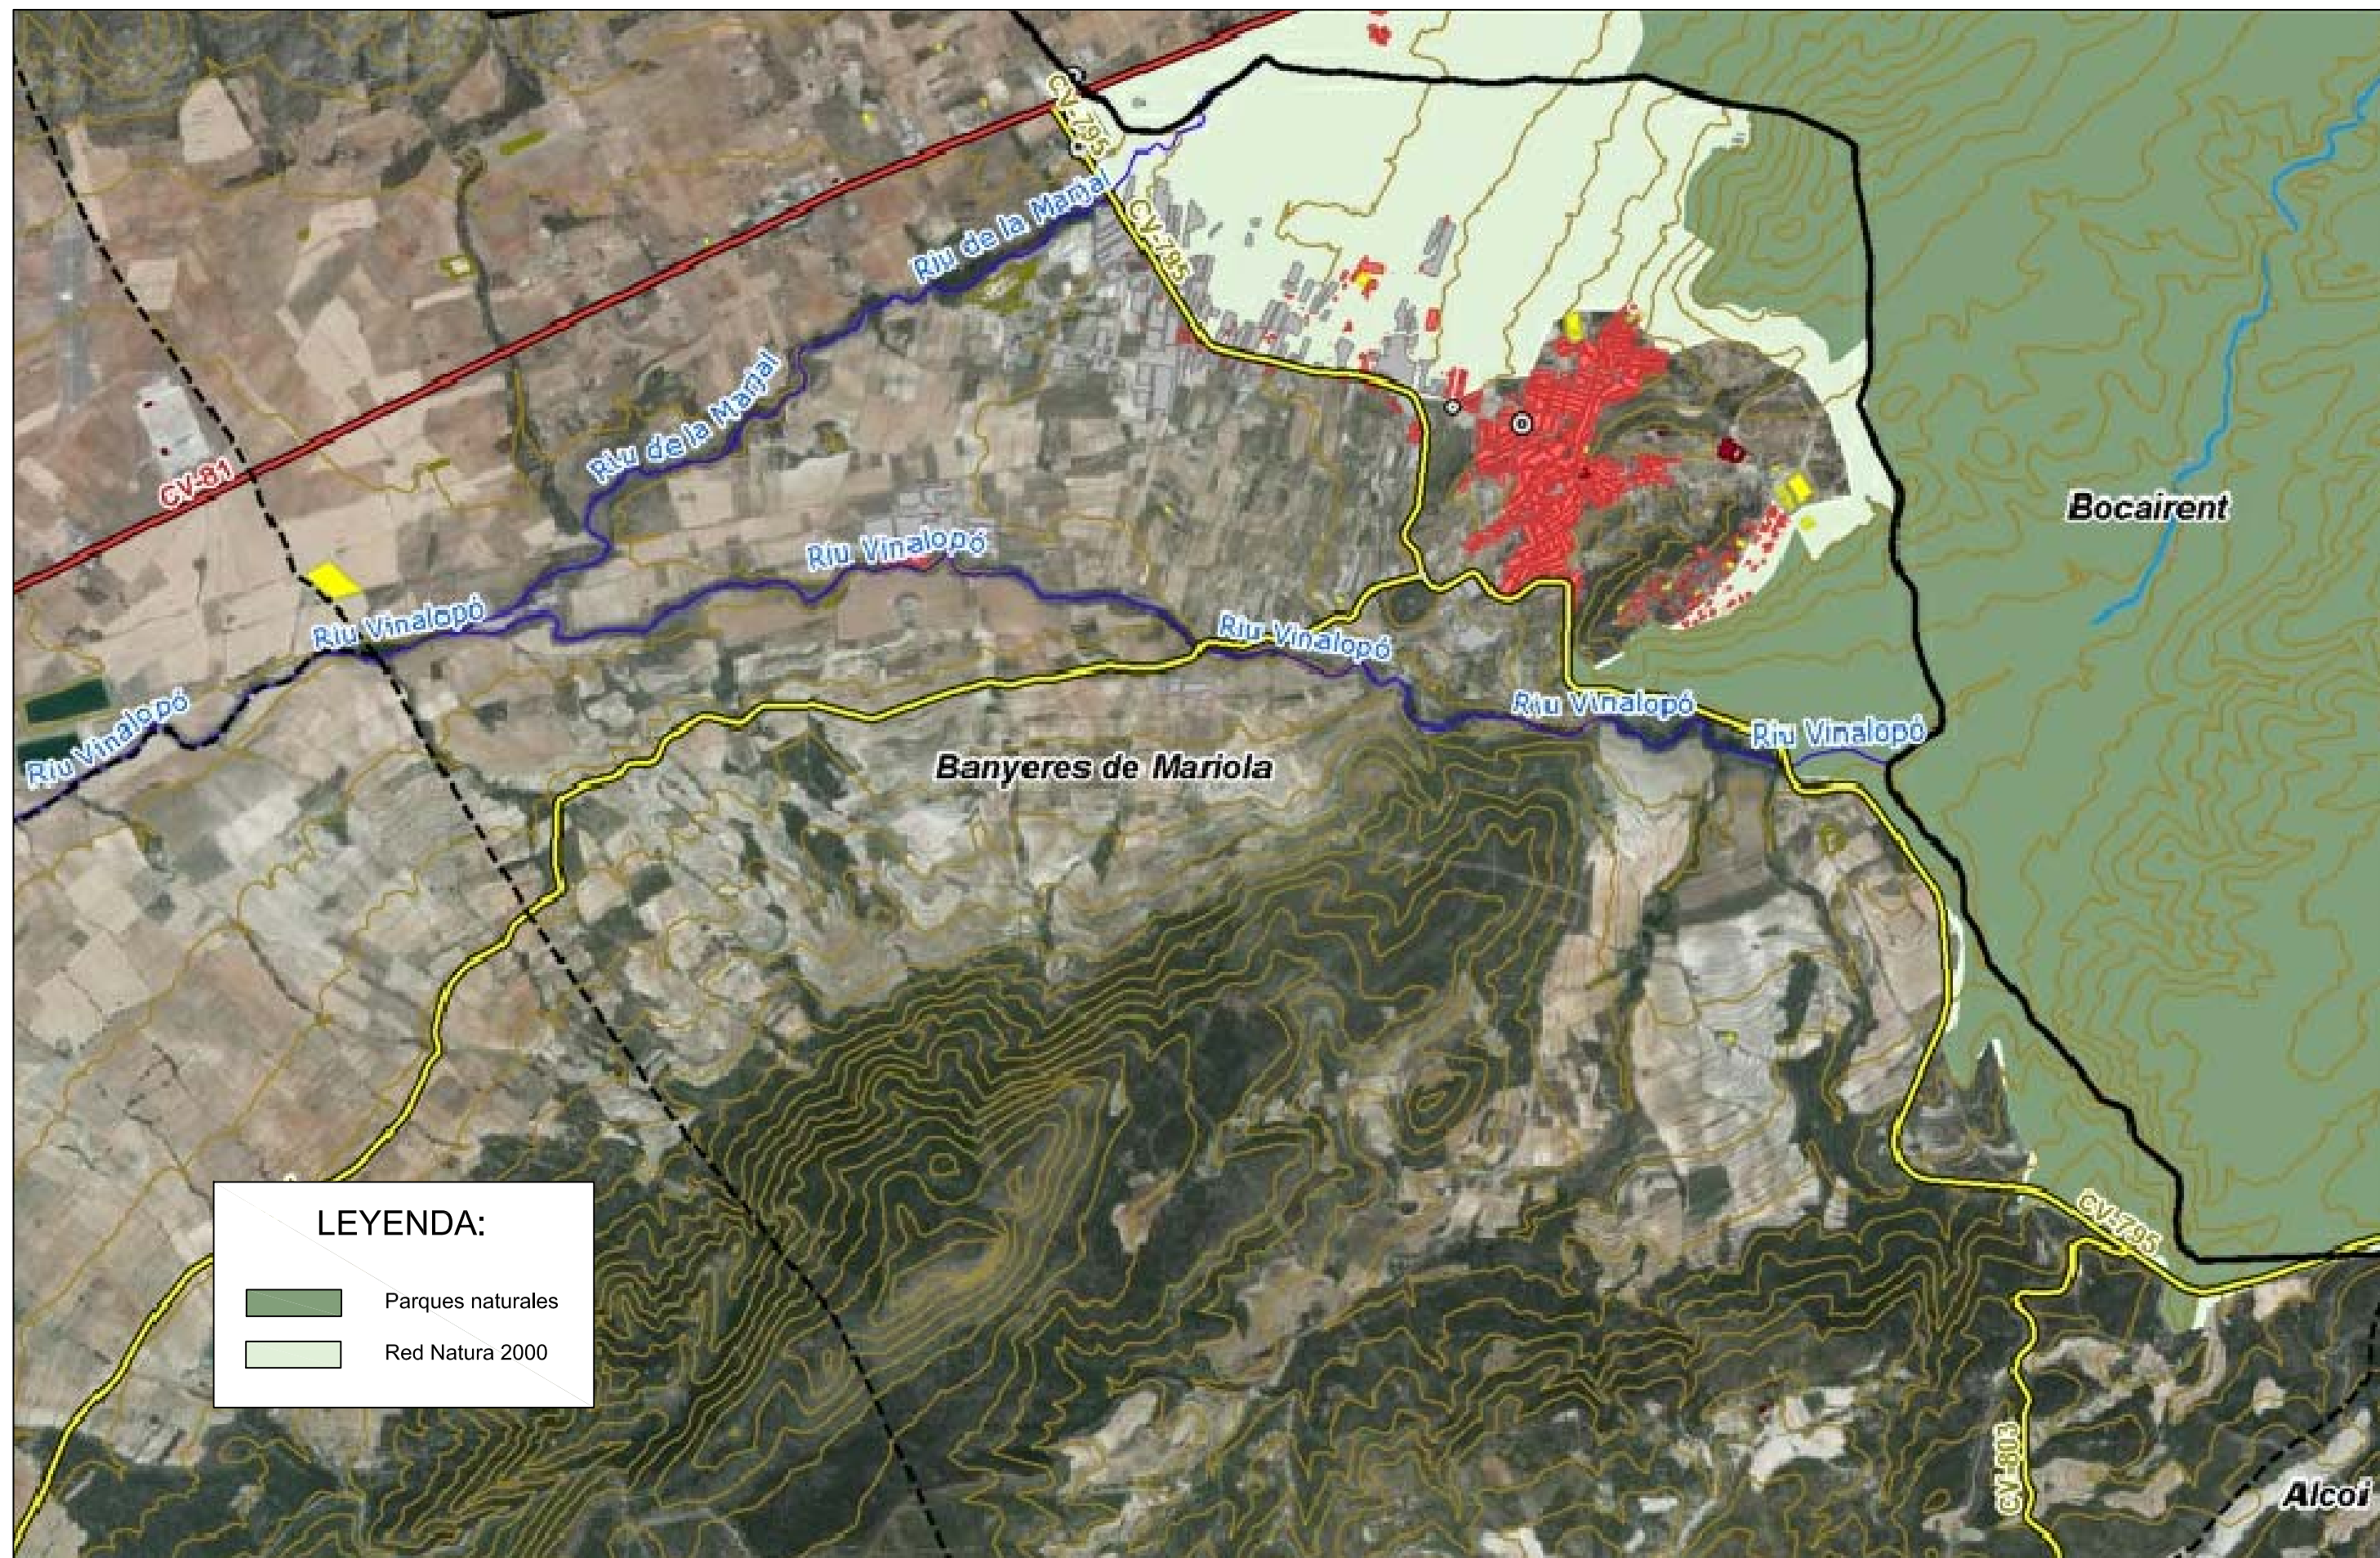 CV-795
Riu de la Marjal
CV-795
Riu de la Marjal
CV-81
Bocairent
Riu Vinalopó
Riu Vinalopó
Riu Vinalopó
Riu Vinalopó
Riu Vinalopó
Riu Vinalopó
Banyeres de Mariola
LEYENDA:
Parques naturales
Red Natura 2000
CV-795
CV-803
Alcoi